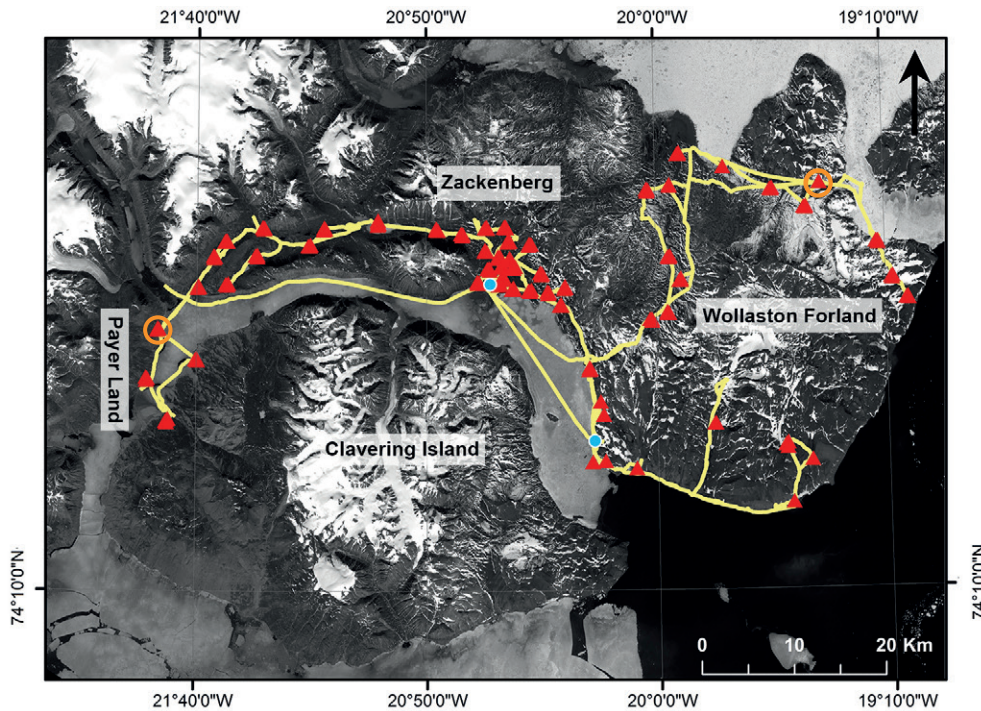 21°40'0"W
20°50'0"W
20°0'0"W
19°10'0"W
Zackenberg
Payer Land
Wollaston Forland
Clavering Island
74°10'0"N
74°10'0"N
0 10 20 Km
21°40'0"W
20°50'0"W
20°0'0"W
19°10'0"W